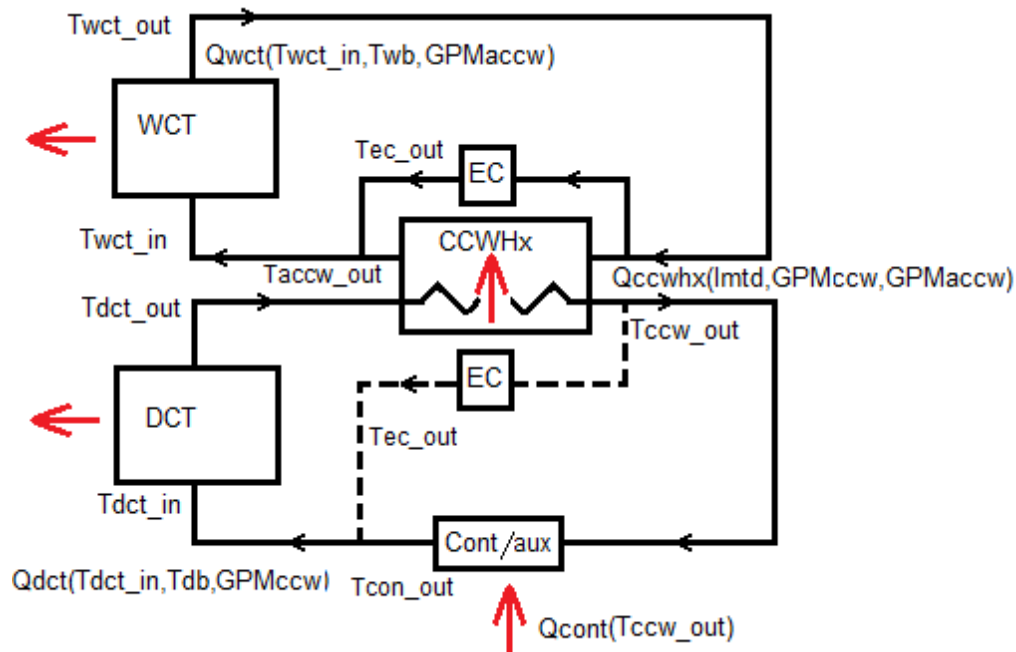 Twct_out
Qwct(Twct_in,Twb,GPMaccw)
WCT
Tec_out
EC
Twct_in
CCWHx
Taccw_out
Qccwhx(lmtd,GPMccw,GPMaccw)
Tdct_out
Tccw_out
EC
DCT
Tec_out
Tdct_in
Cont/aux
Qdct(Tdct_in,Tdb,GPMccw)
Tcon_out
Qcont(Tccw_out)